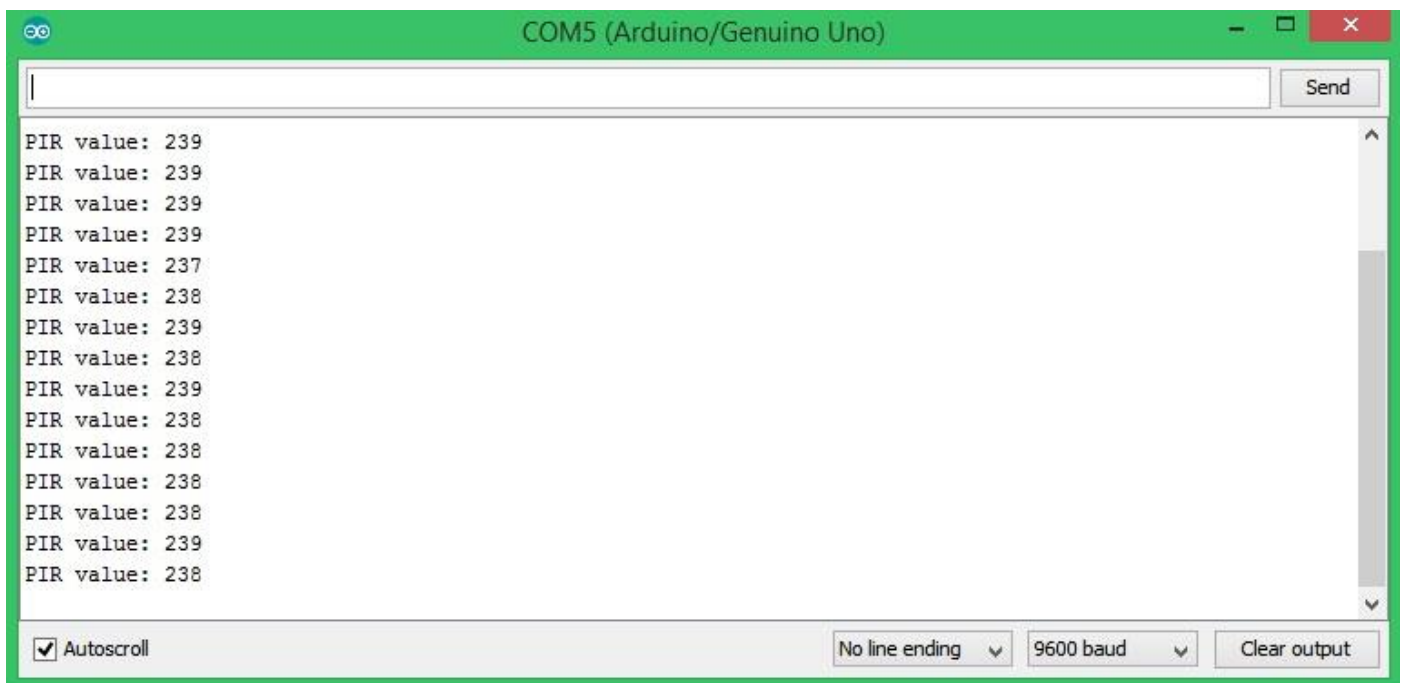 COM5 (Arduino/Genuino Uno)
Send
PIR value: 239
PIR value: 239
PIR value: 239
PIR value: 239
PIR value: 237
PIR value: 238
PIR value: 239
PIR value: 238
PIR value: 239
PIR value: 238
PIR value: 238
PIR value: 238
PIR value: 238
PIR value: 239
PIR value: 238
Autoscroll No line ending 9600 baud Clear output